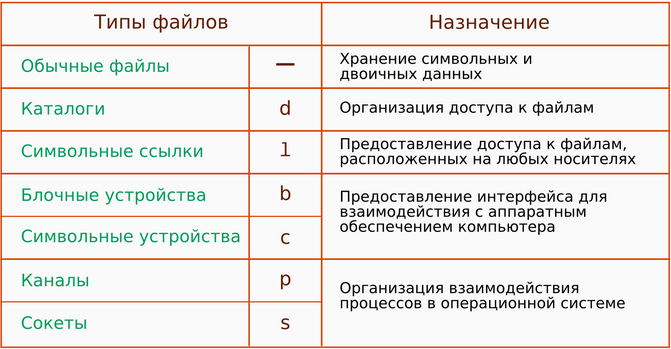 Типы файлов
Назначение
Обычные файлы
—
Хранение символьных и
двоичных данных
Каталоги
d
Организация доступа к файлам
Символьные ссылки
l
Предоставление доступа к файлам,
расположенных на любых носителях
Блочные устройства
b
Предоставление интерфейса для
взаимодействия с аппаратным
обеспечением компьютера
Символьные устройства
c
Каналы
p
Организация взаимодействия
процессов в операционной системе
Сокеты
s